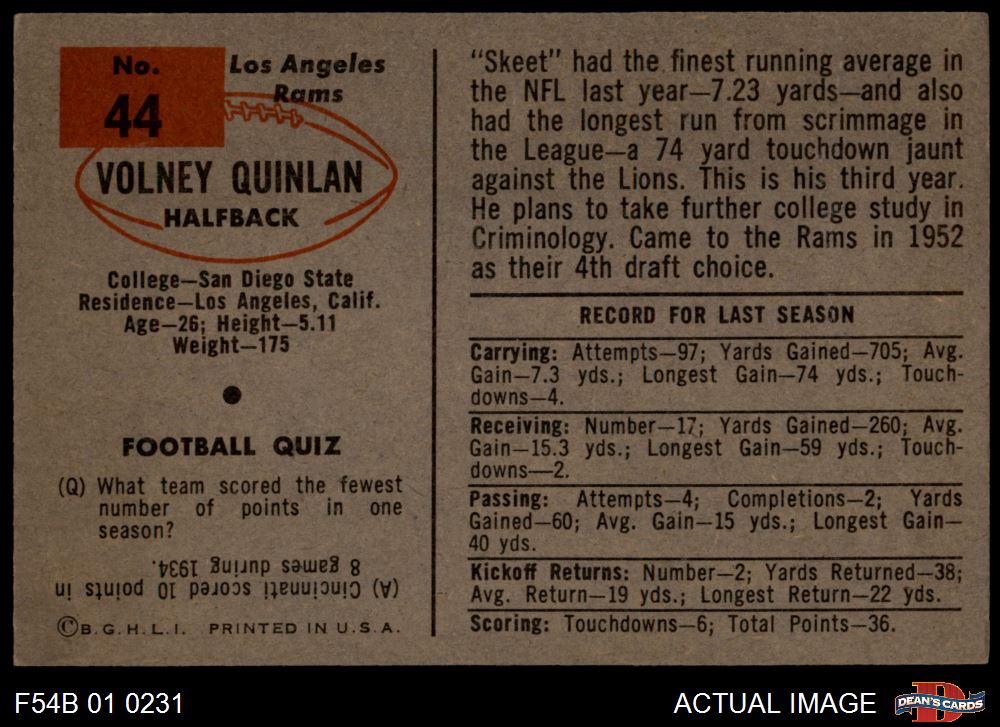 No.
44
Los Angeles
Rams
VOLNEY QUINLAN
HALFBACK
College—San Diego State
Residence—Los Angeles, Calif.
Age—26; Height—5.11
Weight—175
FOOTBALL QUIZ
(Q) What team scored the fewest
number of points in one
season?
(A) Cincinnati scored 10 points in
8 games during 1934.
©B.G.H.L.I. PRINTED IN U.S.A.
"Skeet" had the finest running average in
the NFL last year—7.23 yards—and also
had the longest run from scrimmage in
the League—a 74 yard touchdown jaunt
against the Lions. This is his third year.
He plans to take further college study in
Criminology. Came to the Rams in 1952
as their 4th draft choice.
RECORD FOR LAST SEASON
Carrying: Attempts—97; Yards Gained—705; Avg.
Gain—7.3 yds.; Longest Gain—74 yds.; Touch-
downs—4.
Receiving: Number—17; Yards Gained—260; Avg.
Gain—15.3 yds.; Longest Gain—59 yds.; Touch-
downs—2.
Passing: Attempts—4; Completions—2; Yards
Gained—60; Avg. Gain—15 yds.; Longest Gain—
40 yds.
Kickoff Returns: Number—2; Yards Returned—38;
Avg. Return—19 yds.; Longest Return—22 yds.
Scoring: Touchdowns—6; Total Points—36.
F54B 01 0231
ACTUAL IMAGE
D
DEAN'S CARDS